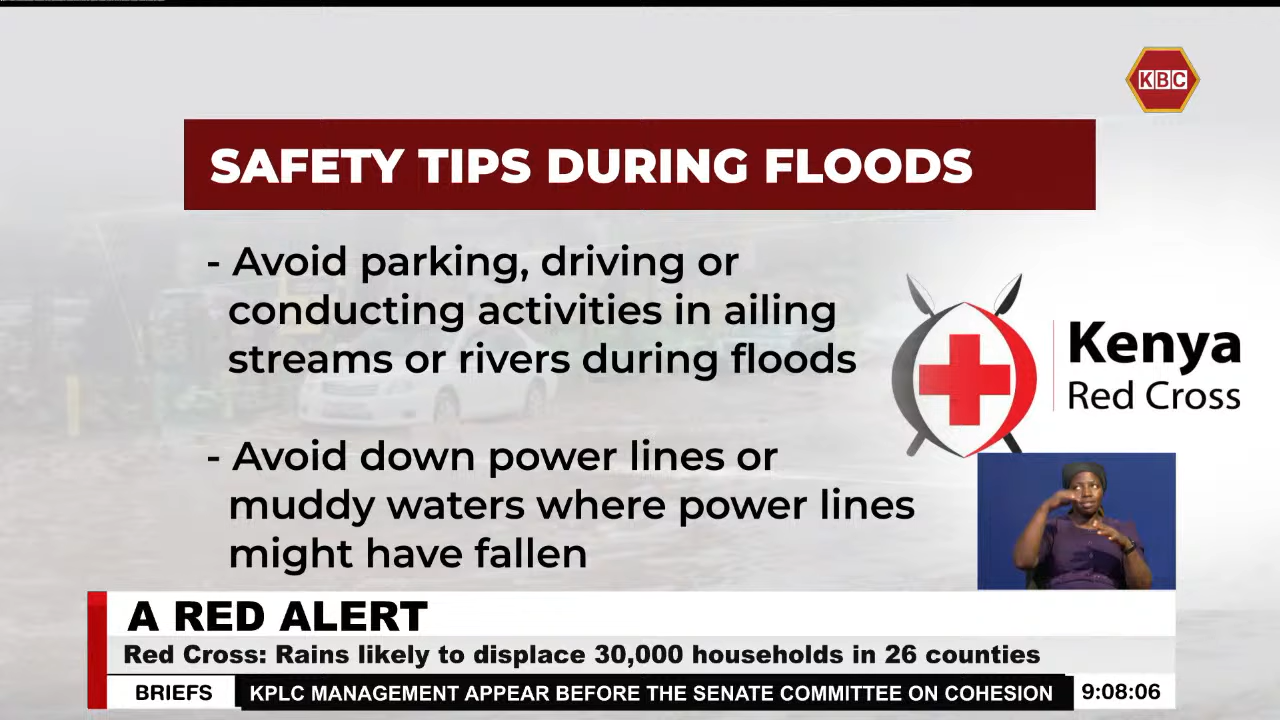 KBC
SAFETY TIPS DURING FLOODS
- Avoid parking, driving or
conducting activities in ailing
streams or rivers during floods
- Avoid down power lines or
muddy waters where power lines
might have fallen
Kenya
Red Cross
A RED ALERT
Red Cross: Rains likely to displace 30,000 households in 26 counties
BRIEFS
KPLC MANAGEMENT APPEAR BEFORE THE SENATE COMMITTEE ON COHESION
9:08:06